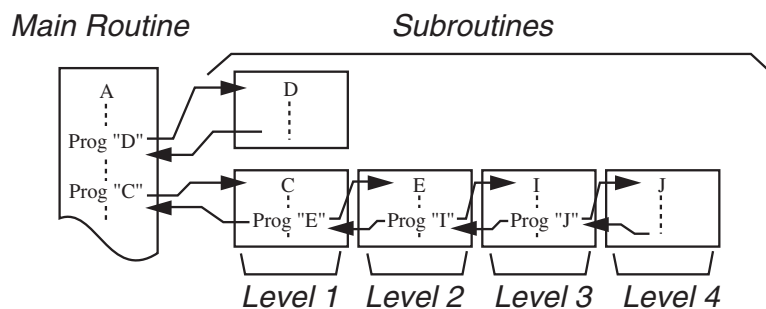 Main Routine
Subroutines
A
D
Prog "D"
Prog "C"
C
E
I
J
Prog "E"
Prog "I"
Prog "J"
Level 1
Level 2
Level 3
Level 4